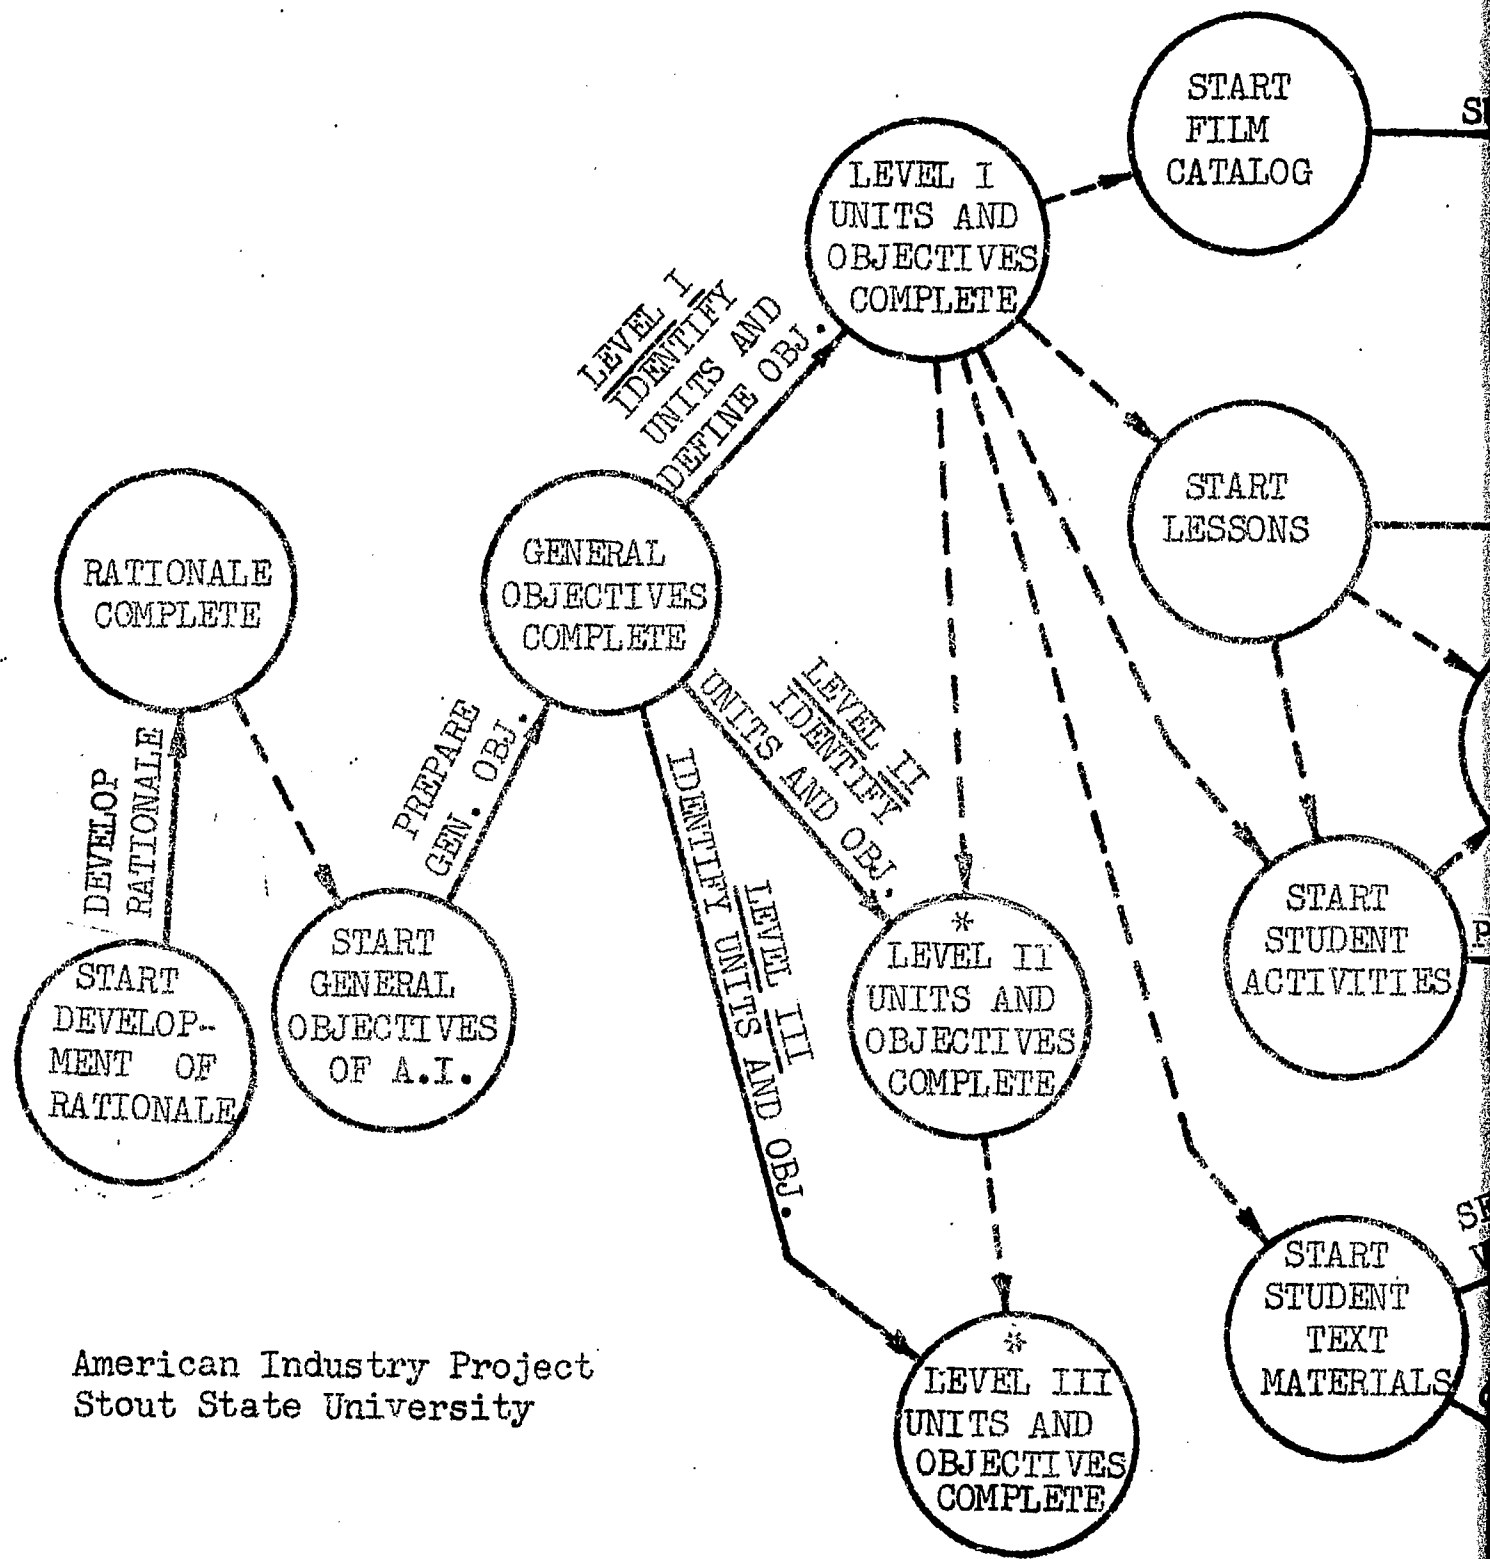 START
FILM
CATALOG
LEVEL I
UNITS AND
OBJECTIVES
COMPLETE
LEVEL I
IDENTIFY
UNITS AND
DEFINE OBJ.
START
LESSONS
RATIONALE
COMPLETE
GENERAL
OBJECTIVES
COMPLETE
DEVELOP
RATIONALE
PREPARE
GEN. OBJ.
LEVEL II
IDENTIFY
UNITS AND OBJ.
LEVEL III
IDENTIFY UNITS AND OBJ.
START
DEVELOP-
MENT OF
RATIONALE
START
GENERAL
OBJECTIVES
OF A.I.
*
LEVEL II
UNITS AND
OBJECTIVES
COMPLETE
START
STUDENT
ACTIVITIES
START
STUDENT
TEXT
MATERIALS
*
LEVEL III
UNITS AND
OBJECTIVES
COMPLETE
American Industry Project
Stout State University